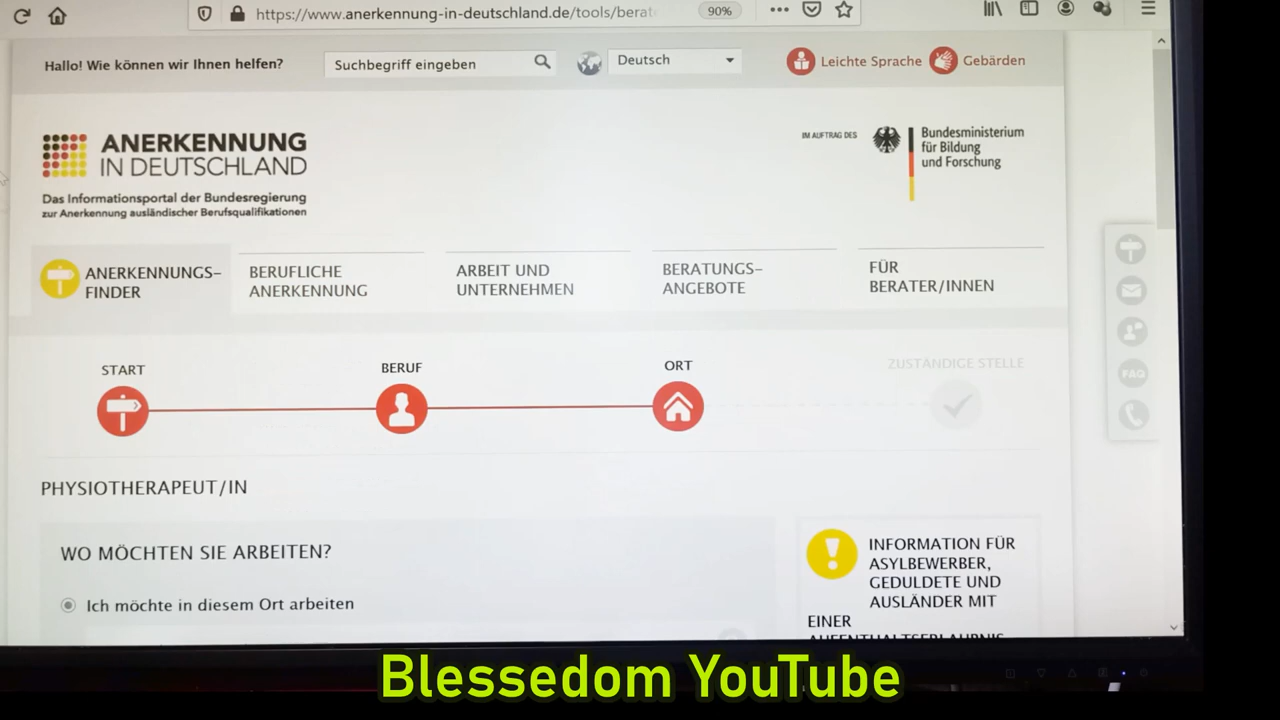 https://www.anerkennung-in-deutschland.de/tools/berat
90%
Hallo! Wie können wir Ihnen helfen?
Suchbegriff eingeben
Deutsch
Leichte Sprache
Gebärden
ANERKENNUNG
IN DEUTSCHLAND
Das Informationsportal der Bundesregierung
zur Anerkennung ausländischer Berufsqualifikationen
IM AUFTRAG DES
Bundesministerium
für Bildung
und Forschung
ANERKENNUNGS-
FINDER
BERUFLICHE
ANERKENNUNG
ARBEIT UND
UNTERNEHMEN
BERATUNGS-
ANGEBOTE
FÜR
BERATER/INNEN
START
BERUF
ORT
ZUSTÄNDIGE STELLE
FAQ
PHYSIOTHERAPEUT/IN
WO MÖCHTEN SIE ARBEITEN?
Ich möchte in diesem Ort arbeiten
INFORMATION FÜR
ASYLBEWERBER,
GEDULDETE UND
AUSLÄNDER MIT
EINER
AUFENTHALTSERLAUBNIS
Blessedom YouTube